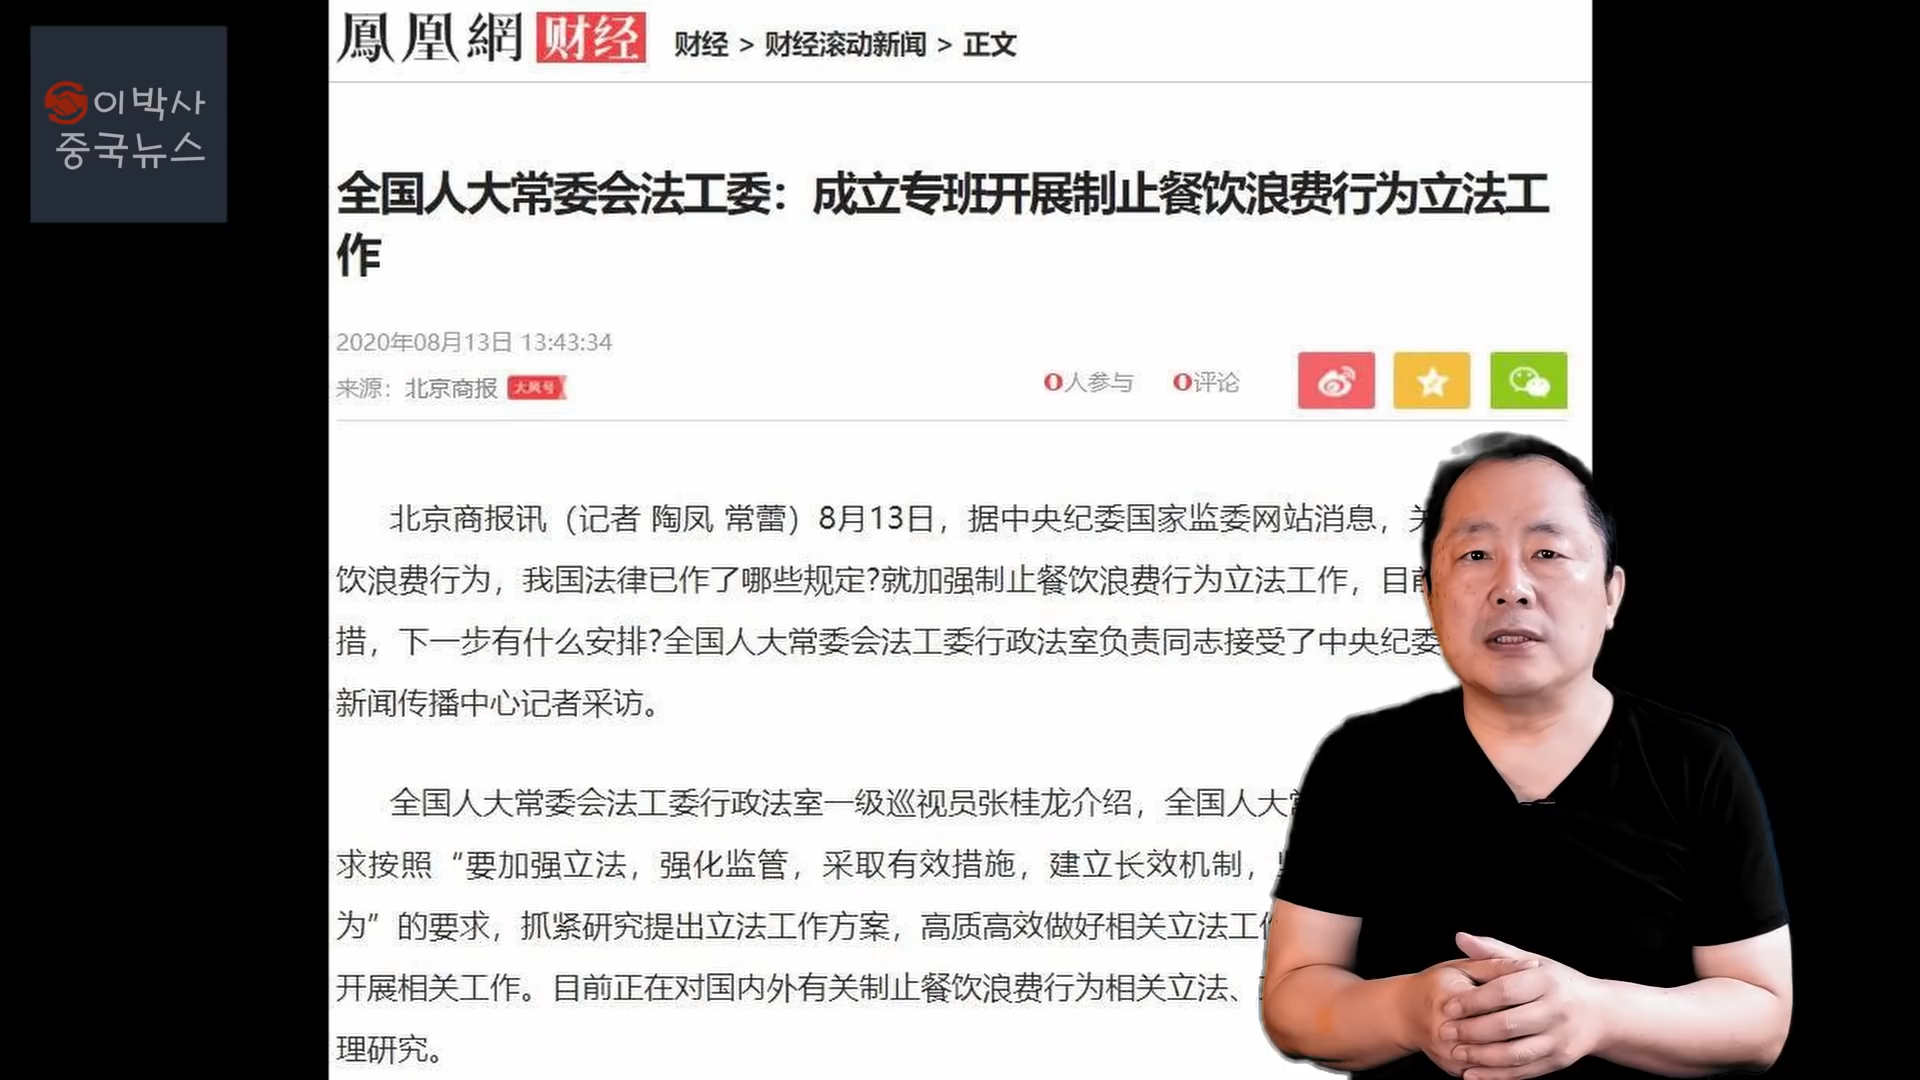 이박사
중국뉴스
鳳凰網 财经 财经 > 财经滚动新闻 > 正文
全国人大常委会法工委：成立专班开展制止餐饮浪费行为立法工
作
2020年08月13日 13:43:34
来源：北京商报 大风号
0人参与 0评论
北京商报讯（记者 陶凤 常蕾）8月13日，据中央纪委国家监委网站消息，
饮浪费行为，我国法律已作了哪些规定?就加强制止餐饮浪费行为立法工作，目前
措，下一步有什么安排?全国人大常委会法工委行政法室负责同志接受了中央纪委
新闻传播中心记者采访。
全国人大常委会法工委行政法室一级巡视员张桂龙介绍，全国人大常
求按照“要加强立法，强化监管，采取有效措施，建立长效机制，
为”的要求，抓紧研究提出立法工作方案，高质高效做好相关立法工作
开展相关工作。目前正在对国内外有关制止餐饮浪费行为相关立法、
理研究。